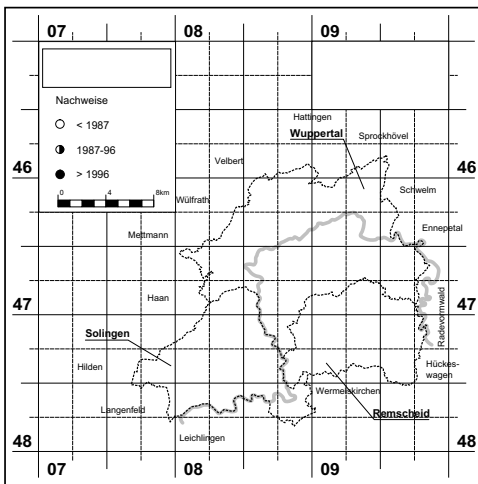 07 08 09
Nachweise
< 1987
1987-96
> 1996
0 4 8km
Hattingen
Wuppertal
Sprockhövel
Velbert
46 46
Schwelm
Wülfrath
Ennepetal
Mettmann
Haan
47 47
Radevormwald
Solingen
Hilden
Hückes-
wagen
Wermelskirchen
Langenfeld
Remscheid
Leichlingen
48 48
07 08 09